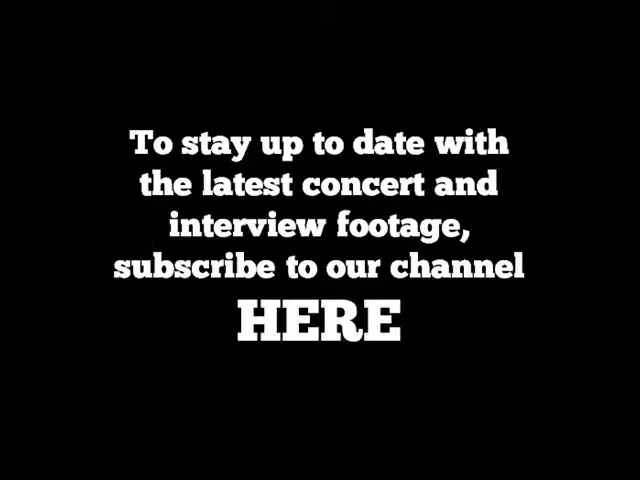 To stay up to date with
the latest concert and
interview footage,
subscribe to our channel
HERE